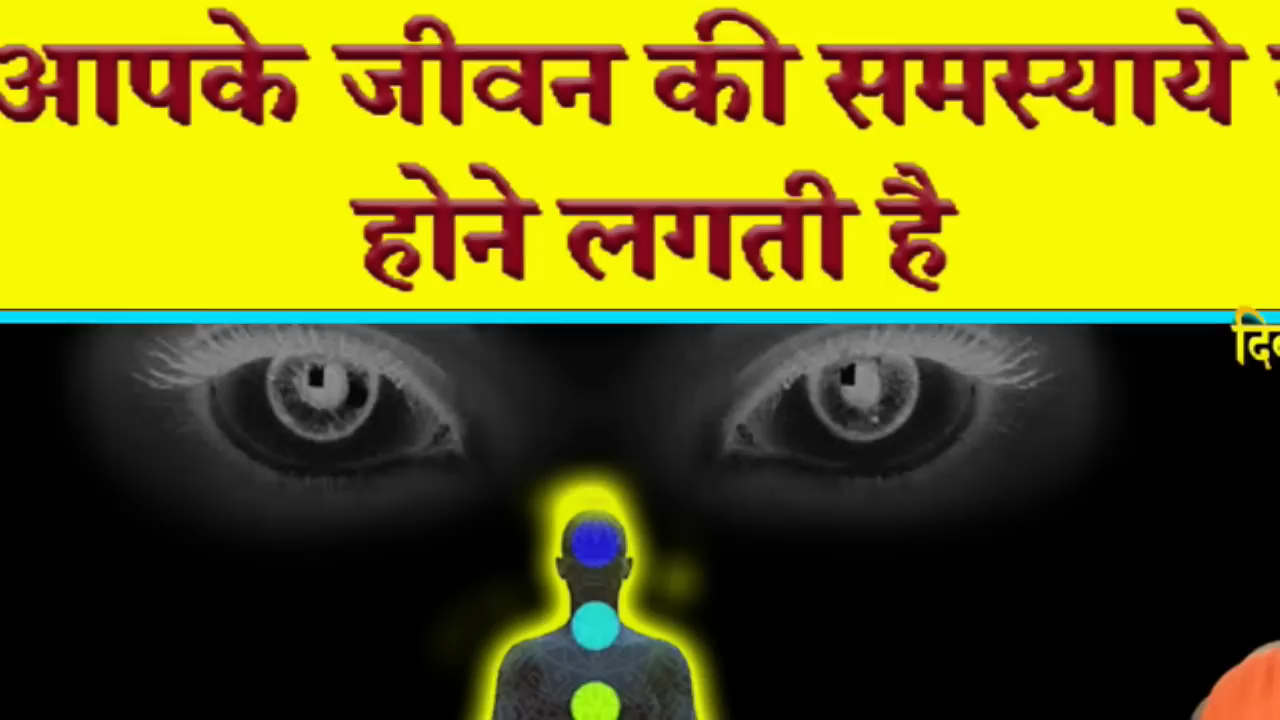 आपके जीवन की समस्याये
होने लगती है